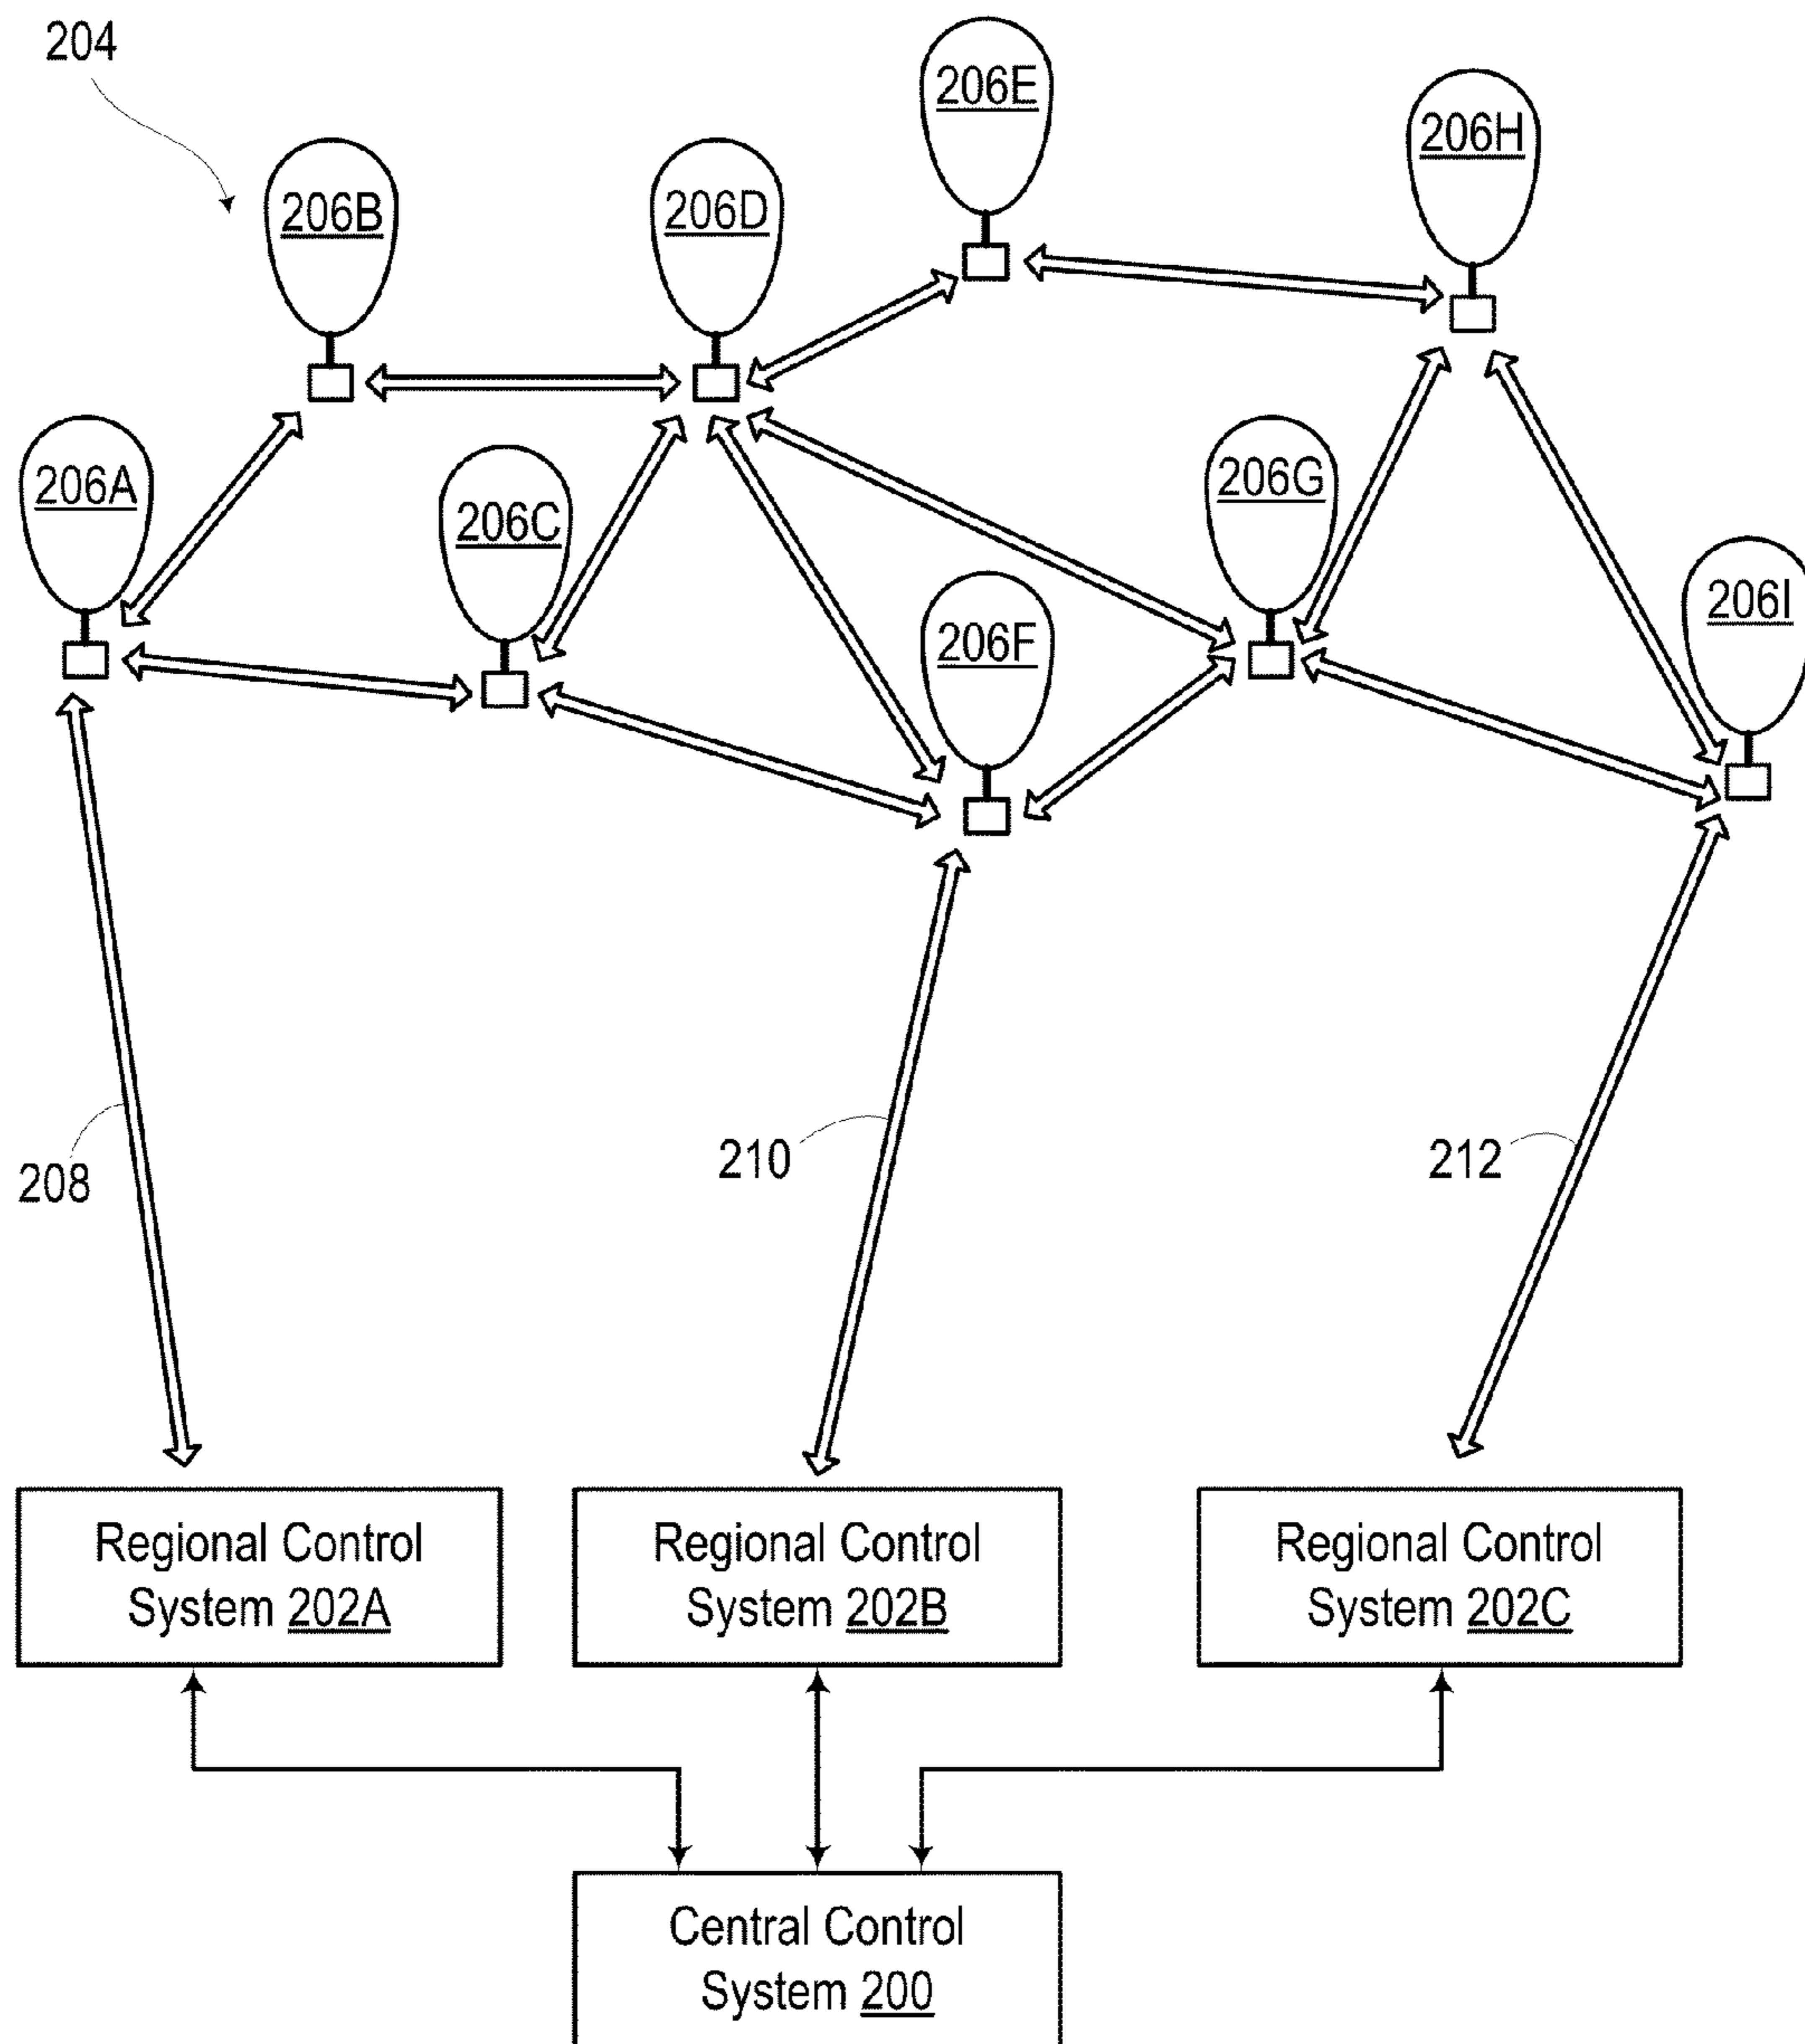 204
206E
206H
206B
206D
206A
206C
206G
206F
206I
208
210
212
Regional Control
System 202A
Regional Control
System 202B
Regional Control
System 202C
Central Control
System 200